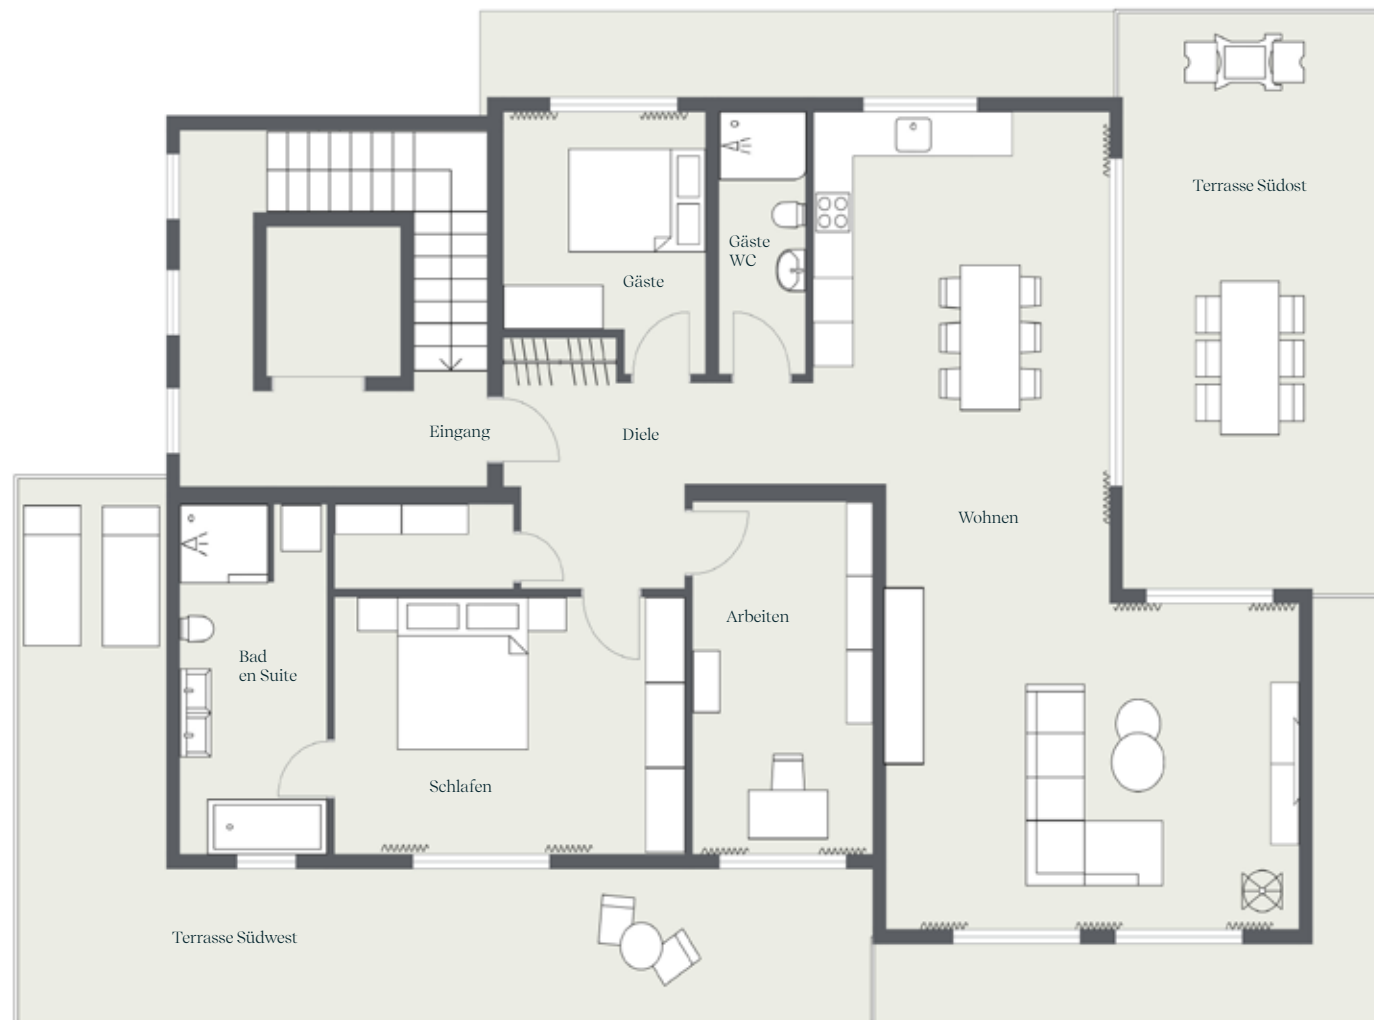 Terrasse Südost
Gäste
WC
Gäste
Eingang
Diele
Wohnen
Arbeiten
Bad
en Suite
Schlafen
Terrasse Südwest